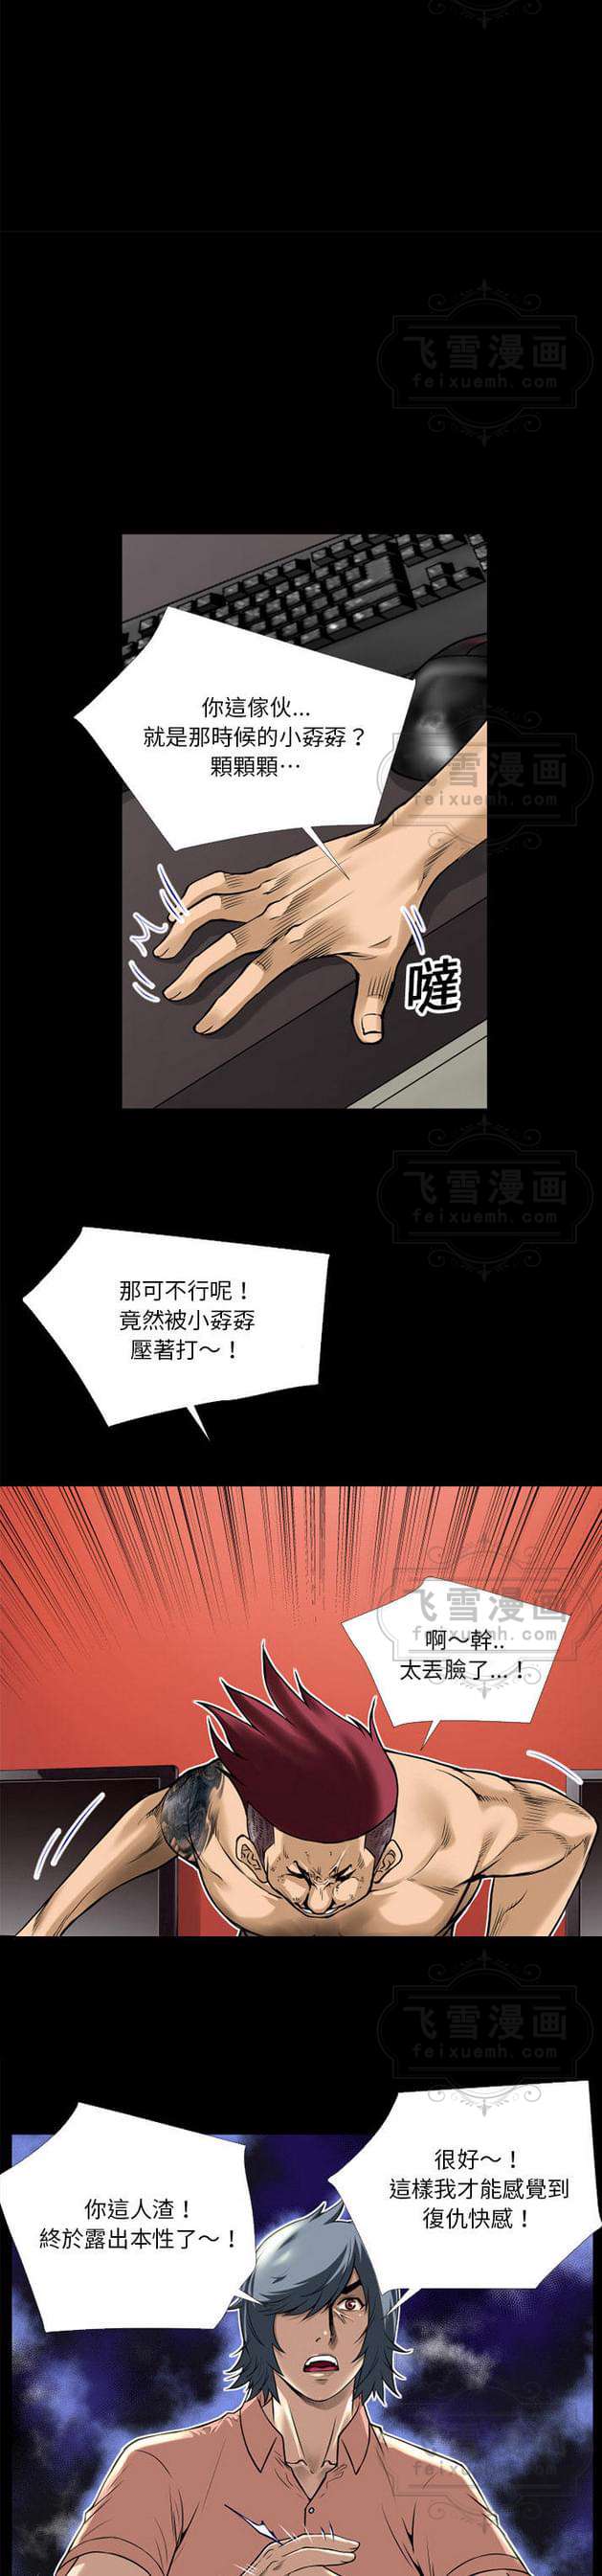 飞雪漫画
feixuemh.com
你這傢伙...
就是那時候的小孬孬？
顆顆顆…
飞雪漫画
feixuemh.com
噠
飞雪漫画
feixuemh.com
那可不行呢！
竟然被小孬孬
壓著打～！
飞雪漫画
feixuemh.com
啊～幹..
太丟臉了...！
飞雪漫画
feixuemh.com
很好～！
這樣我才能感覺到
復仇快感！
你這人渣！
終於露出本性了～！